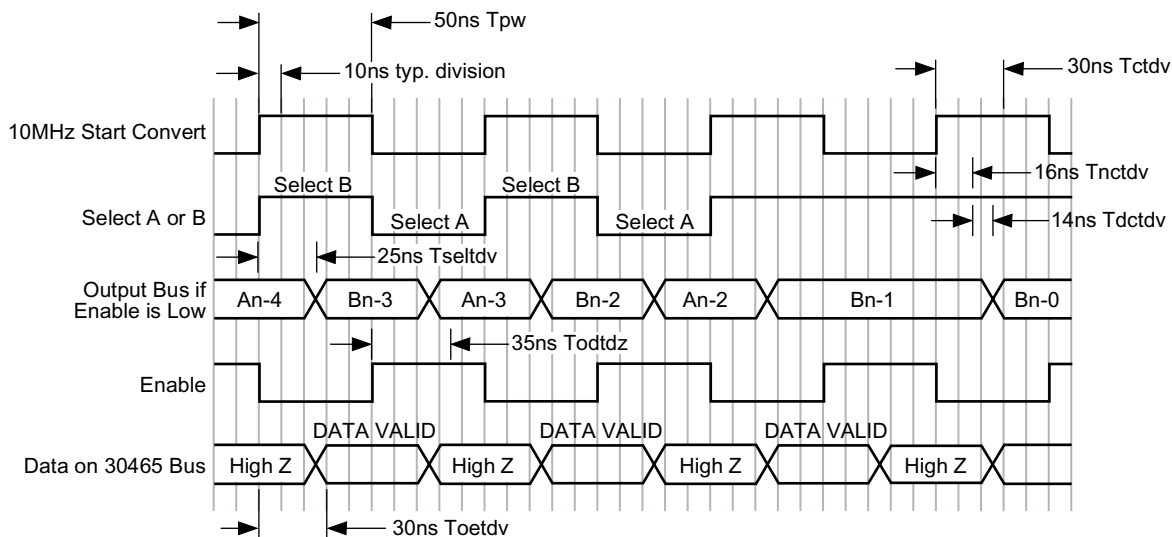 50ns Tpw
10ns typ. division
30ns Tctdv
10MHz Start Convert
16ns Tnctdv
Select B
Select B
Select A or B
Select A
Select A
14ns Tdctdv
25ns Tseltdv
Output Bus if
Enable is Low
An-4
Bn-3
An-3
Bn-2
An-2
Bn-1
Bn-0
35ns Todtdz
Enable
DATA VALID
DATA VALID
DATA VALID
Data on 30465 Bus
High Z
High Z
High Z
High Z
30ns Toetdv